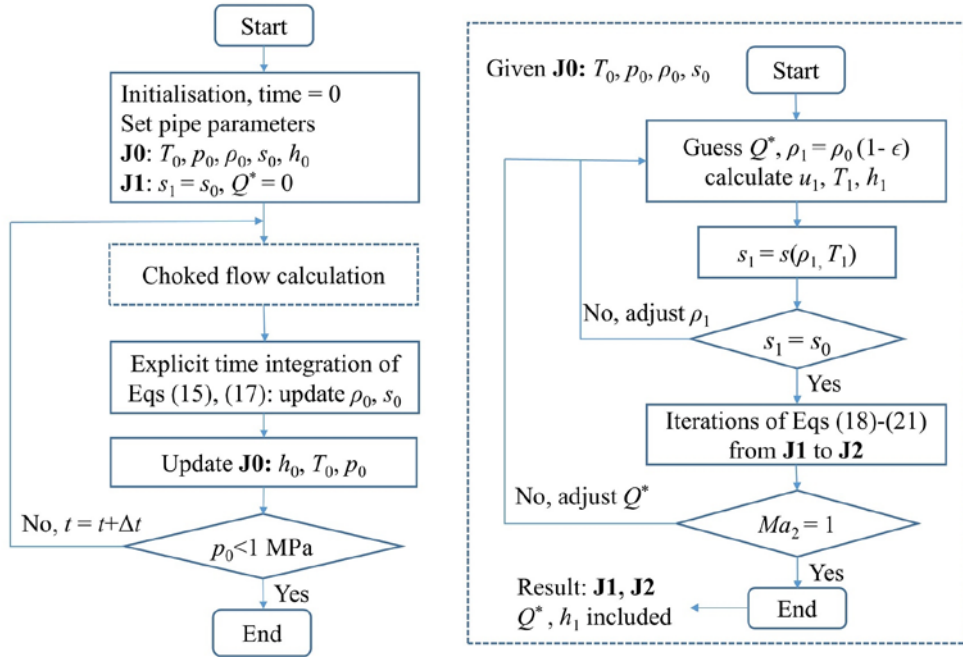 Start
Initialisation, time = 0
Set pipe parameters
J0: T₀, p₀, ρ₀, s₀, h₀
J1: s₁ = s₀, Q* = 0
Choked flow calculation
Explicit time integration of
Eqs (15), (17): update ρ₀, s₀
Update J0: h₀, T₀, p₀
No, t = t+Δt
p₀<1 MPa
Yes
End
Given J0: T₀, p₀, ρ₀, s₀
Start
Guess Q*, ρ₁ = ρ₀ (1- ϵ)
calculate u₁, T₁, h₁
s₁ = s(ρ₁, T₁)
No, adjust ρ₁
s₁ = s₀
Yes
Iterations of Eqs (18)-(21)
from J1 to J2
No, adjust Q*
Ma₂ = 1
Yes
Result: J1, J2
Q*, h₁ included
End